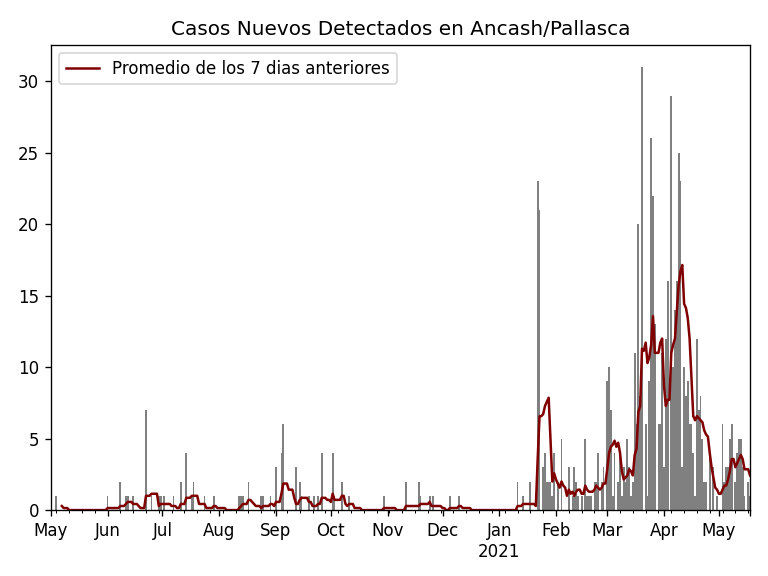 Casos Nuevos Detectados en Ancash/Pallasca
Promedio de los 7 dias anteriores
30
25
20
15
10
5
0
May Jun Jul Aug Sep Oct Nov Dec Jan Feb Mar Apr May
2021